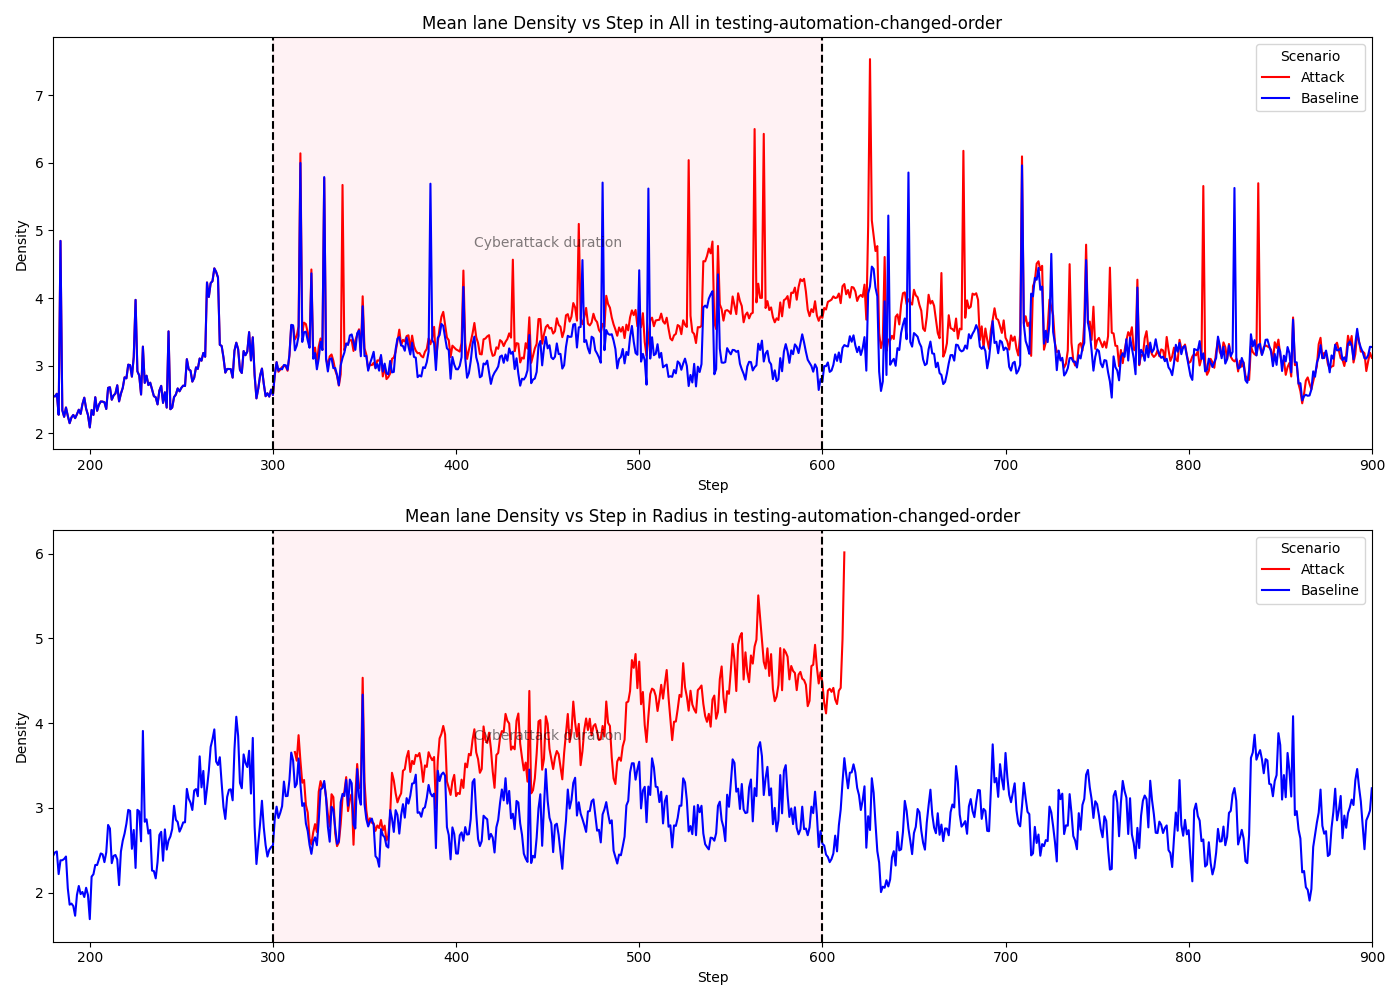 Mean lane Density vs Step in All in testing-automation-changed-order
Density
7
6
5
4
3
2
Cyberattack duration
Scenario
Attack
Baseline
200
300
400
500
600
700
800
900
Step
Mean lane Density vs Step in Radius in testing-automation-changed-order
Density
6
5
4
3
2
Cyberattack duration
Scenario
Attack
Baseline
200
300
400
500
600
700
800
900
Step